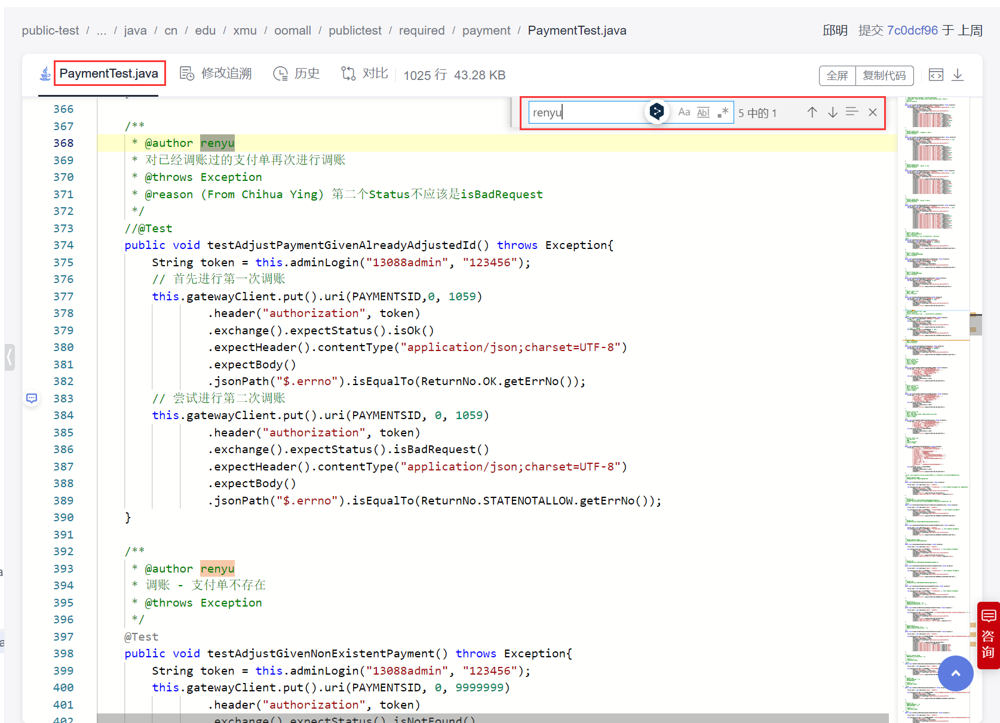 public-test / ... / java / cn / edu / xmu / oomall / publictest / required / payment / PaymentTest.java
邱明 提交 7c0dcf96 于 上周
PaymentTest.java 修改追溯 历史 对比 1025 行 43.28 KB 全屏 复制代码
renyu Aa Abl .* 5 中的 1
366
367 /**
368 * @author renyu
369 * 对已经调账过的支付单再次进行调账
370 * @throws Exception
371 * @reason (From Chihua Ying) 第二个Status不应该是isBadRequest
372 */
373 //@Test
374 public void testAdjustPaymentGivenAlreadyAdjustedId() throws Exception{
375 String token = this.adminLogin("13088admin", "123456");
376 // 首先进行第一次调账
377 this.gatewayClient.put().uri(PAYMENTSID,0, 1059)
378 .header("authorization", token)
379 .exchange().expectStatus().isOk()
380 .expectHeader().contentType("application/json;charset=UTF-8")
381 .expectBody()
382 .jsonPath("$.errno").isEqualTo(ReturnNo.OK.getErrNo());
383 // 尝试进行第二次调账
384 this.gatewayClient.put().uri(PAYMENTSID, 0, 1059)
385 .header("authorization", token)
386 .exchange().expectStatus().isBadRequest()
387 .expectHeader().contentType("application/json;charset=UTF-8")
388 .expectBody()
389 .jsonPath("$.errno").isEqualTo(ReturnNo.STATENOTALLOW.getErrNo());
390 }
391
392 /**
393 * @author renyu
394 * 调账 - 支付单不存在
395 * @throws Exception
396 */
397 @Test
398 public void testAdjustGivenNonExistentPayment() throws Exception{
399 String token = this.adminLogin("13088admin", "123456");
400 this.gatewayClient.put().uri(PAYMENTSID, 0, 9999999)
401 .header("authorization", token)
402 .exchange().expectStatus().isNotFound()
咨询